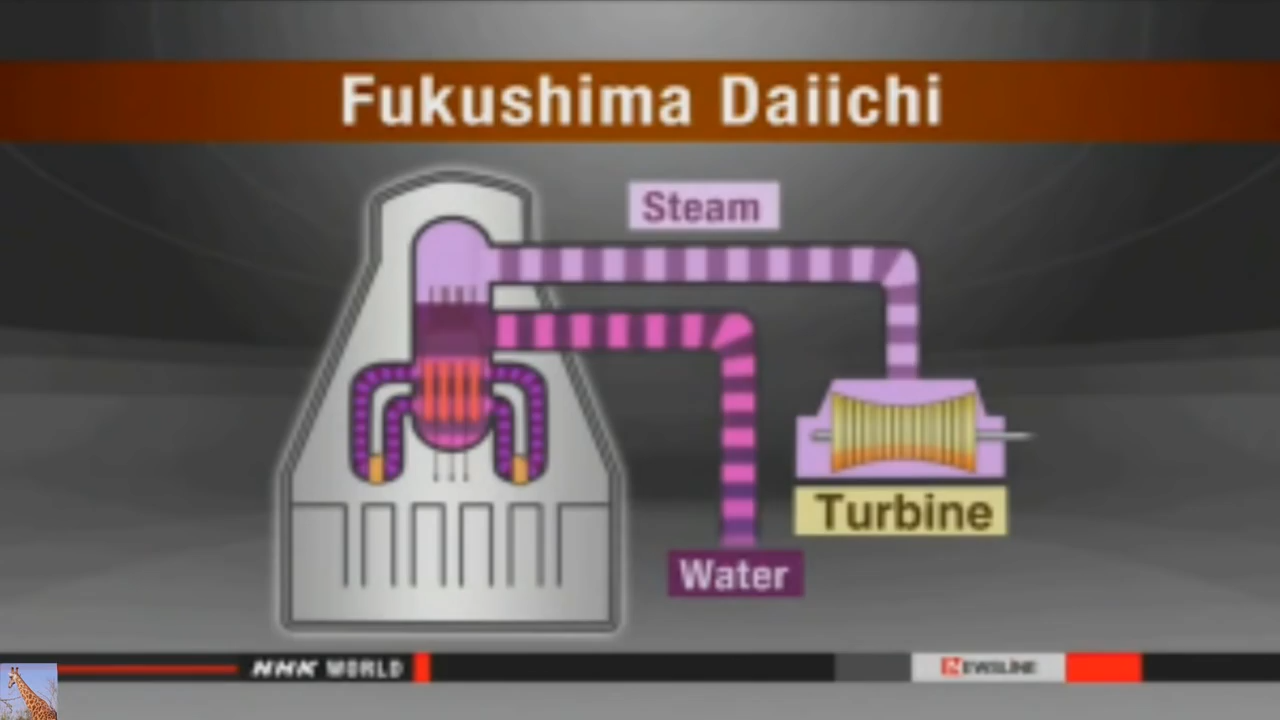 Fukushima Daiichi
Steam
Turbine
Water
NHK WORLD
NEWSLINE